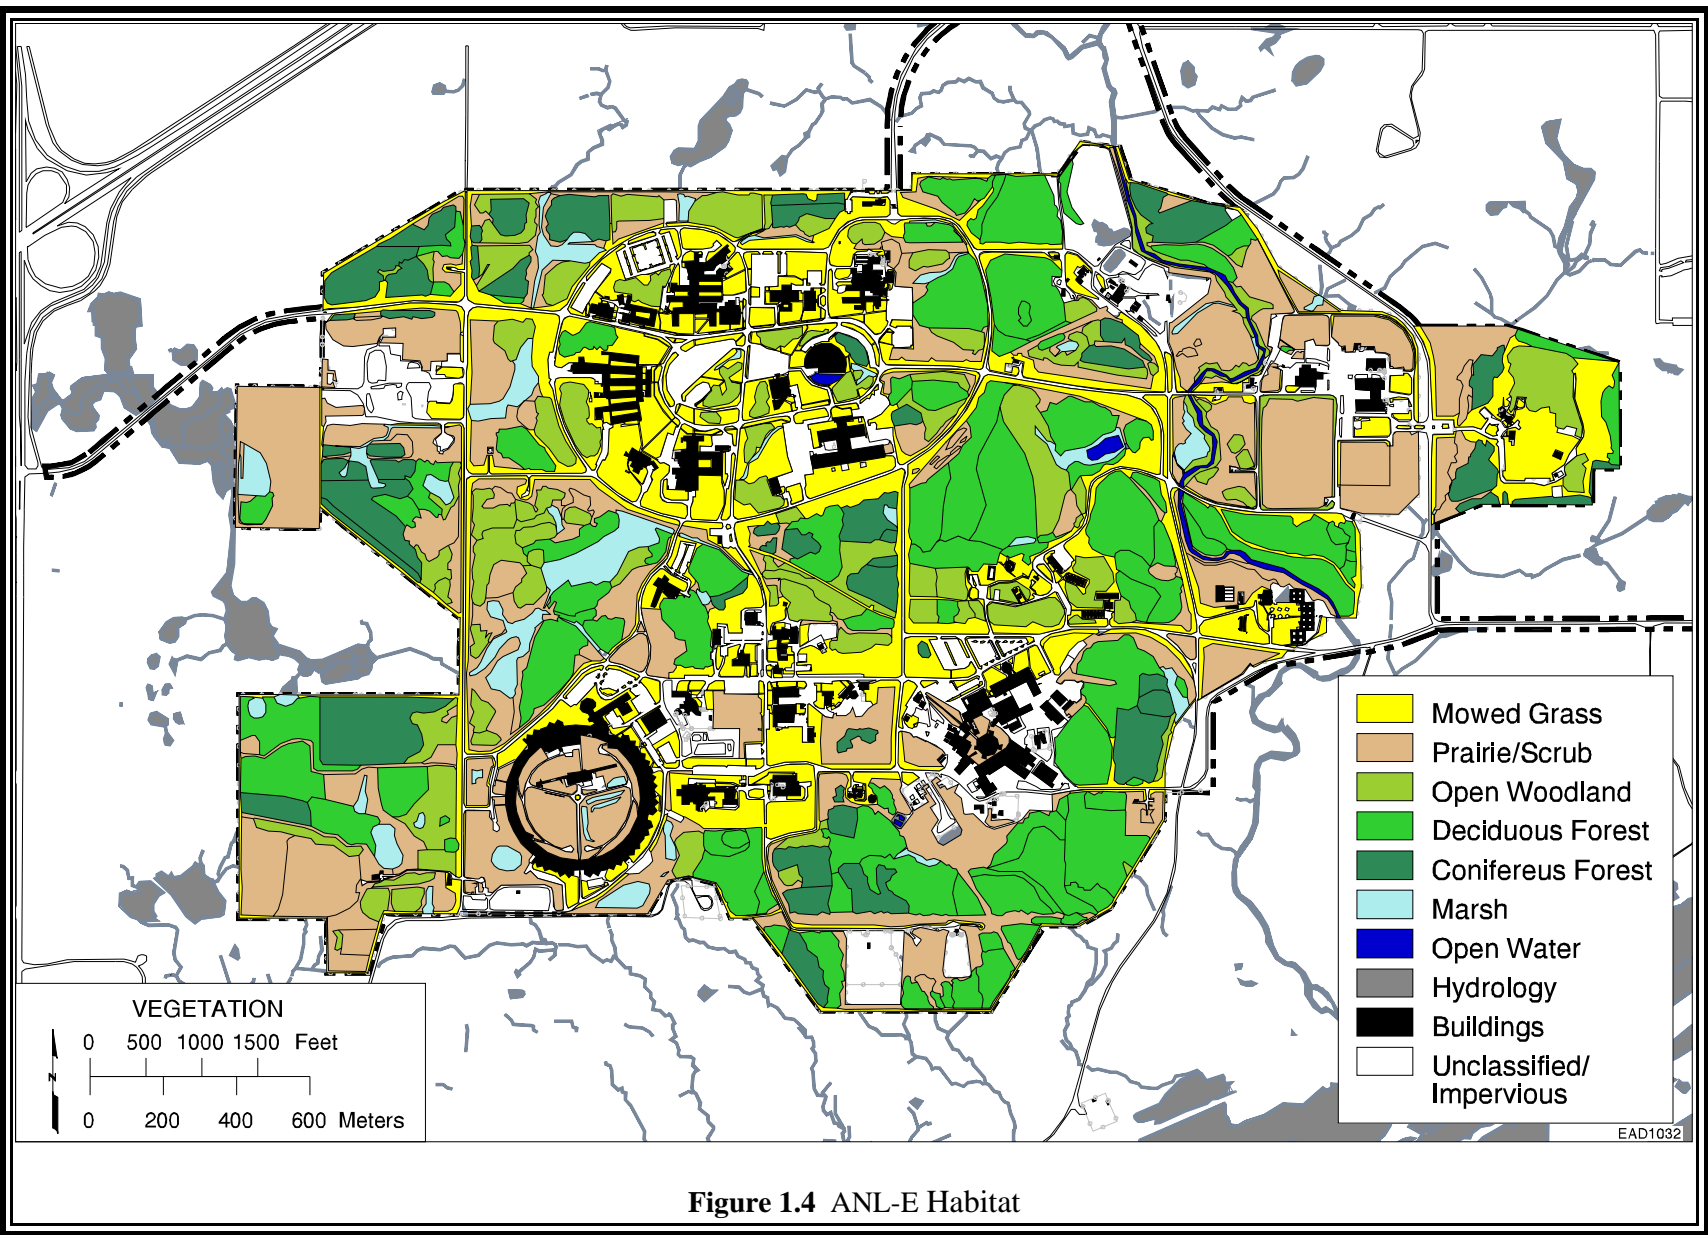 Mowed Grass
Prairie/Scrub
Open Woodland
Deciduous Forest
Conifereus Forest
Marsh
Open Water
Hydrology
Buildings
Unclassified/
Impervious
VEGETATION
0 500 1000 1500 Feet
N
0 200 400 600 Meters
EAD1032
Figure 1.4 ANL-E Habitat